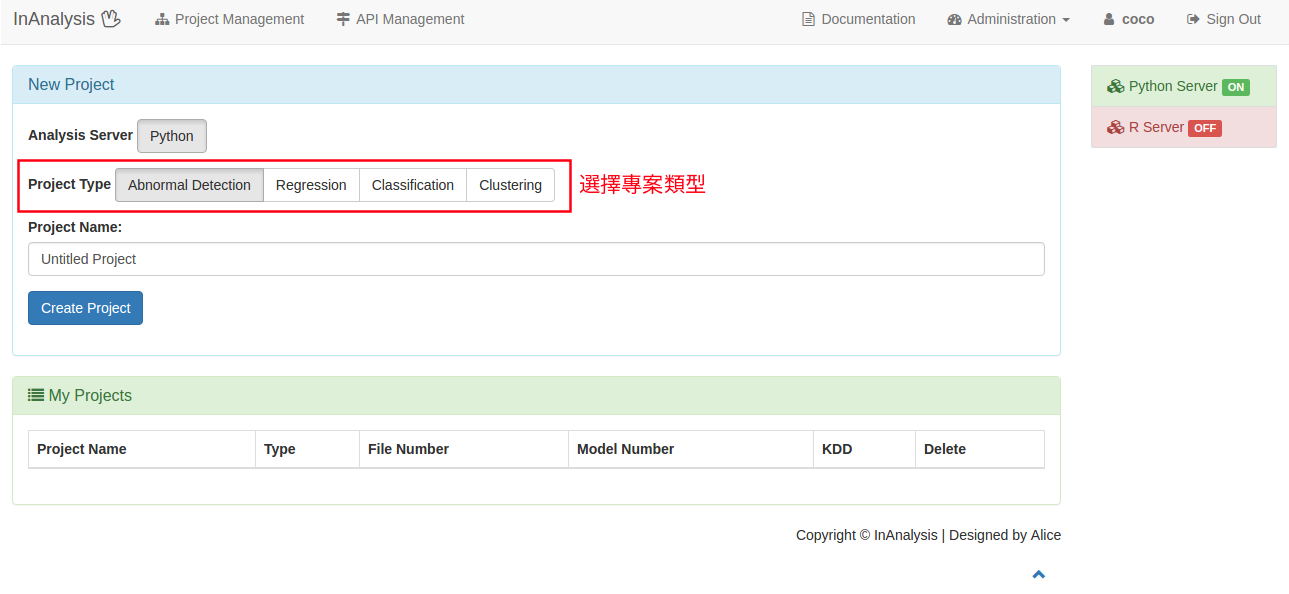 InAnalysis Project Management API Management Documentation Administration coco Sign Out
New Project
Analysis Server Python
Project Type Abnormal Detection Regression Classification Clustering 選擇專案類型
Project Name:
Untitled Project
Create Project
My Projects
Project Name Type File Number Model Number KDD Delete
Copyright © InAnalysis | Designed by Alice
Python Server ON
R Server OFF